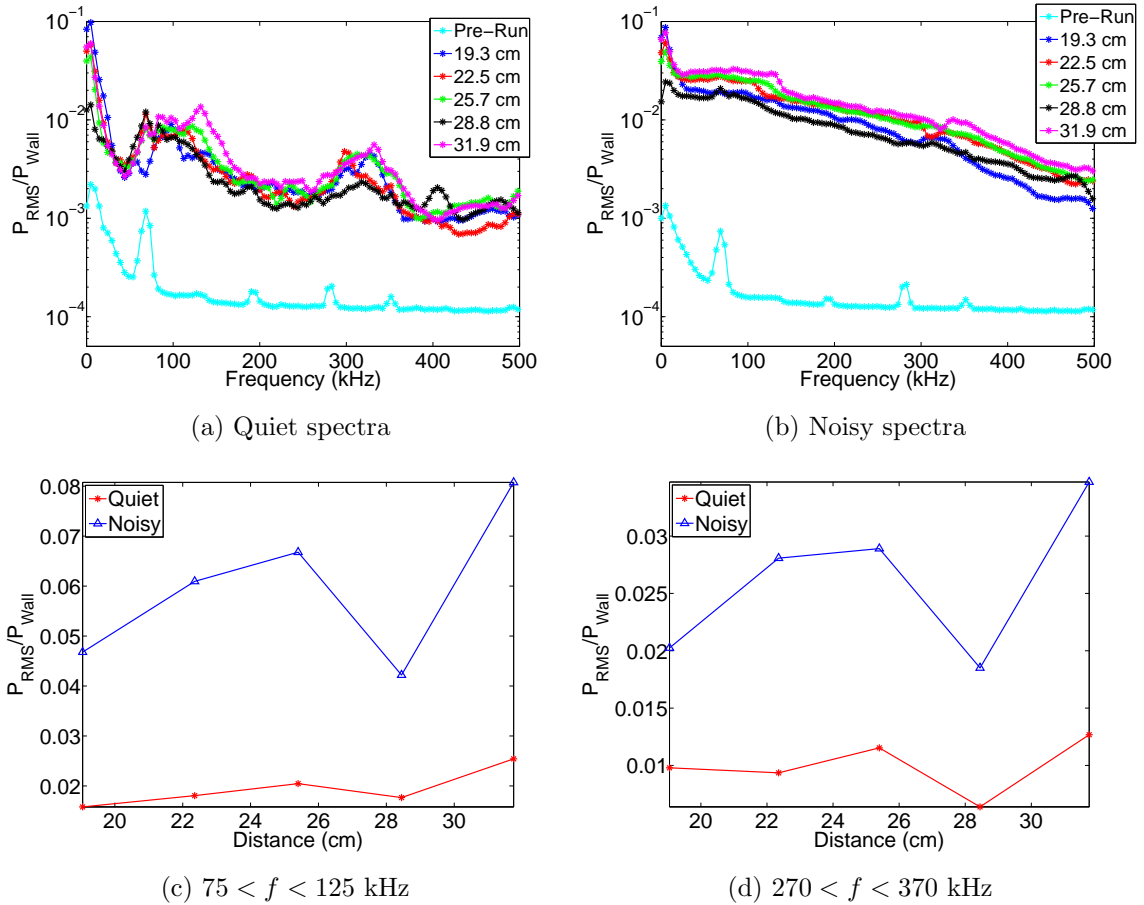 10^-1
10^-2
10^-3
10^-4
P_RMS/P_Wall
0 100 200 300 400 500
Frequency (kHz)
Pre-Run
19.3 cm
22.5 cm
25.7 cm
28.8 cm
31.9 cm
(a) Quiet spectra
10^-1
10^-2
10^-3
10^-4
P_RMS/P_Wall
0 100 200 300 400 500
Frequency (kHz)
Pre-Run
19.3 cm
22.5 cm
25.7 cm
28.8 cm
31.9 cm
(b) Noisy spectra
0.08
0.07
0.06
0.05
0.04
0.03
0.02
P_RMS/P_Wall
20 22 24 26 28 30
Distance (cm)
Quiet
Noisy
(c) 75 < f < 125 kHz
0.03
0.025
0.02
0.015
0.01
P_RMS/P_Wall
20 22 24 26 28 30
Distance (cm)
Quiet
Noisy
(d) 270 < f < 370 kHz